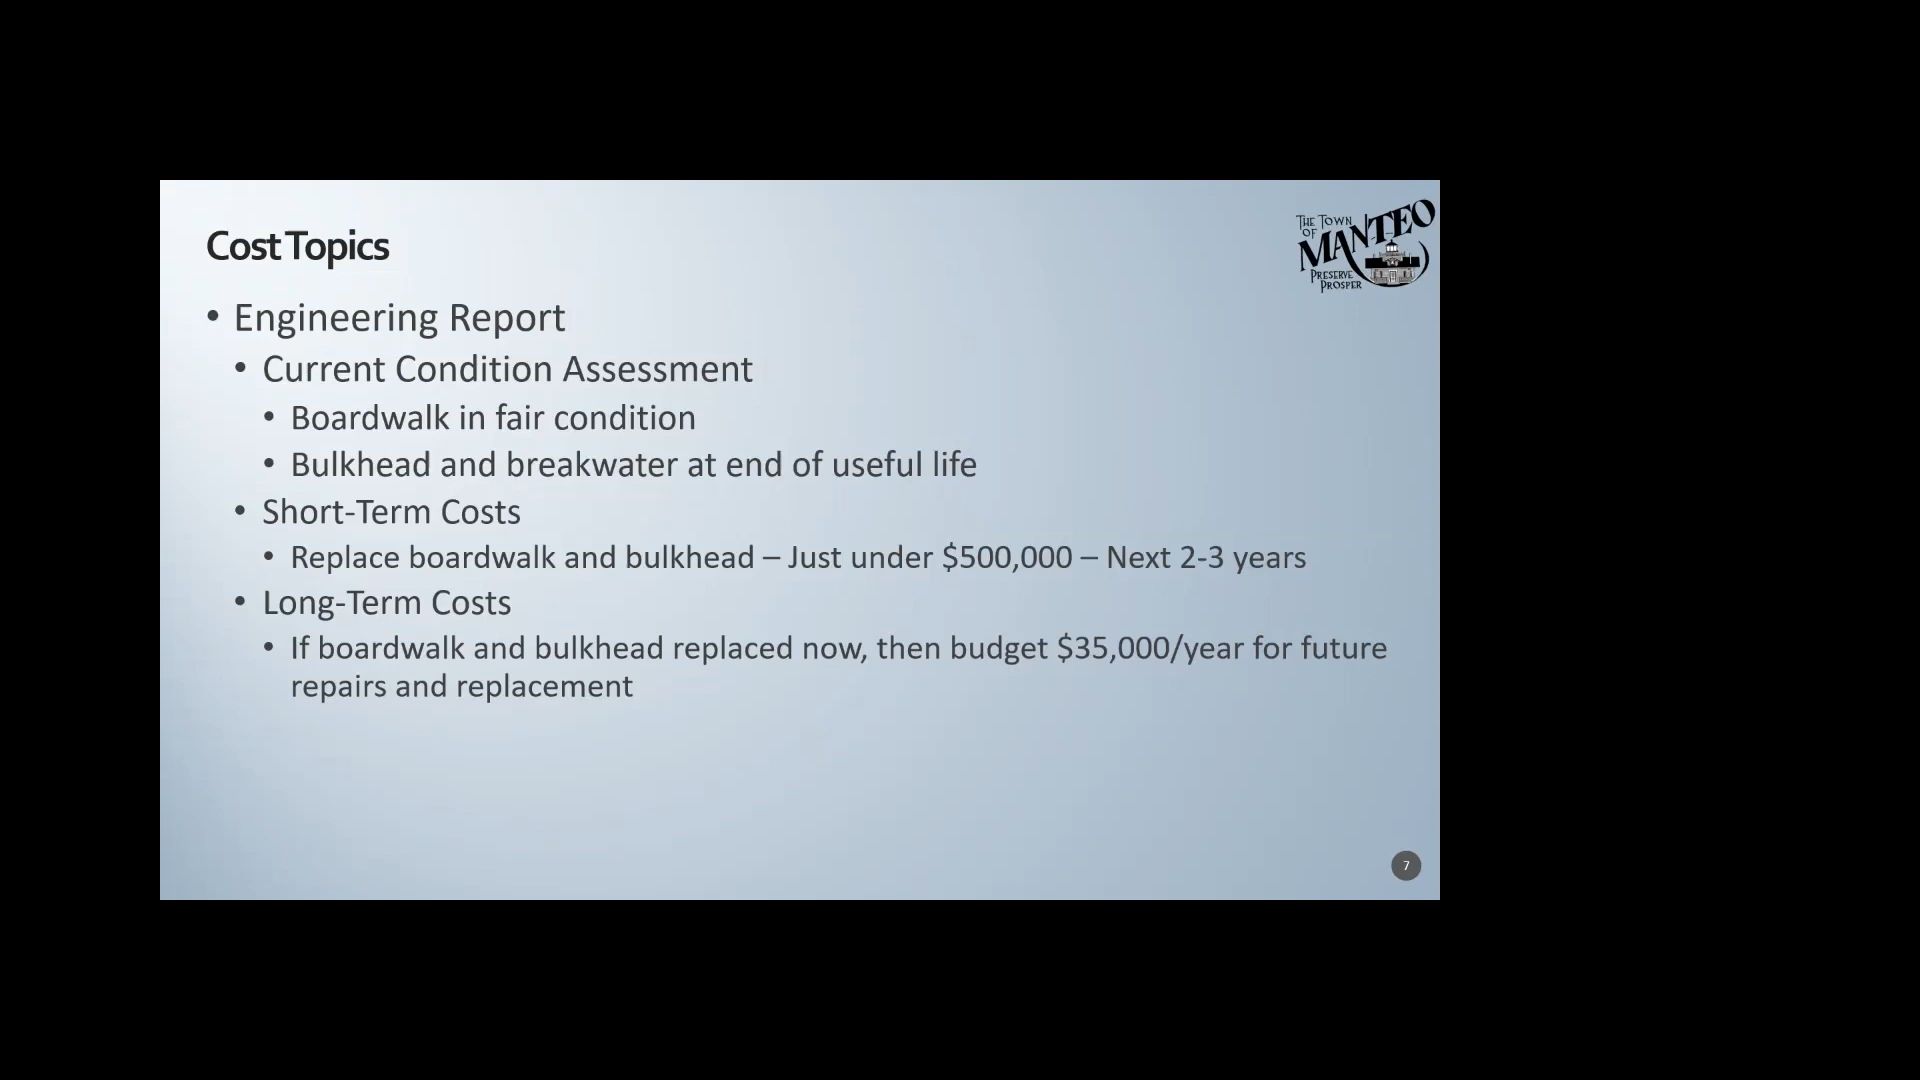 Cost Topics
THE TOWN
OF
MANTEO
PRESERVE
PROSPER
• Engineering Report
• Current Condition Assessment
• Boardwalk in fair condition
• Bulkhead and breakwater at end of useful life
• Short-Term Costs
• Replace boardwalk and bulkhead – Just under $500,000 – Next 2-3 years
• Long-Term Costs
• If boardwalk and bulkhead replaced now, then budget $35,000/year for future
repairs and replacement
7